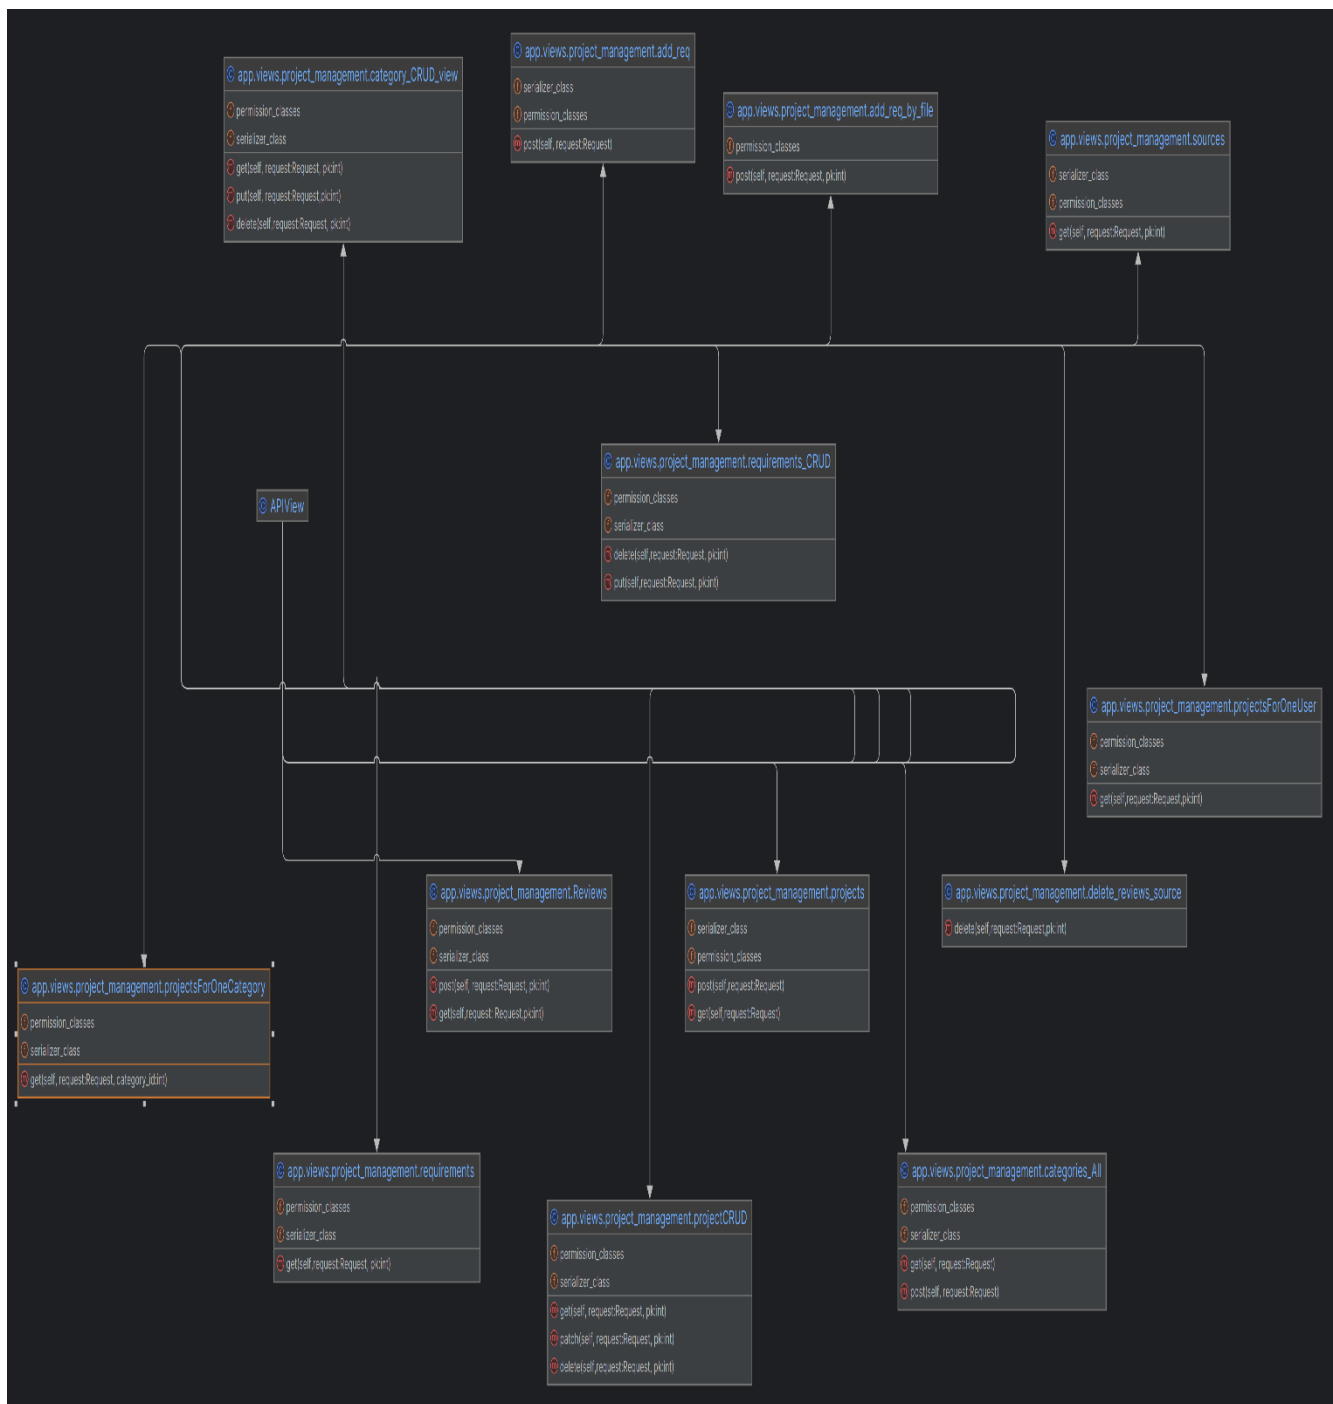 app.views.project_management.category_CRUD_view
permission_classes
serializer_class
get(self, request:Request, pk:int)
put(self, request:Request,pk:int)
delete(self,request:Request, pk:int)
app.views.project_management.add_req
serializer_class
permission_classes
post(self, request:Request)
app.views.project_management.add_req_by_file
permission_classes
post(self, request:Request, pk:int)
app.views.project_management.sources
serializer_class
permission_classes
get(self, request:Request, pk:int)
app.views.project_management.requirements_CRUD
permission_classes
serializer_class
delete(self,request:Request, pk:int)
put(self,request:Request, pk:int)
APIView
app.views.project_management.projectsForOneUser
permission_classes
serializer_class
get(self,request:Request,pk:int)
app.views.project_management.Reviews
permission_classes
serializer_class
post(self, request:Request, pk:int)
get(self,request: Request,pk:int)
app.views.project_management.projects
serializer_class
permission_classes
post(self,request:Request)
get(self,request:Request)
app.views.project_management.delete_reviews_source
delete(self,request:Request,pk:int)
app.views.project_management.projectsForOneCategory
permission_classes
serializer_class
get(self, request:Request, category_id:int)
app.views.project_management.requirements
permission_classes
serializer_class
get(self,request:Request, pk:int)
app.views.project_management.projectCRUD
permission_classes
serializer_class
get(self, request:Request, pk:int)
patch(self, request:Request, pk:int)
delete(self,request:Request, pk:int)
app.views.project_management.categories_All
permission_classes
serializer_class
get(self, request:Request)
post(self, request:Request)